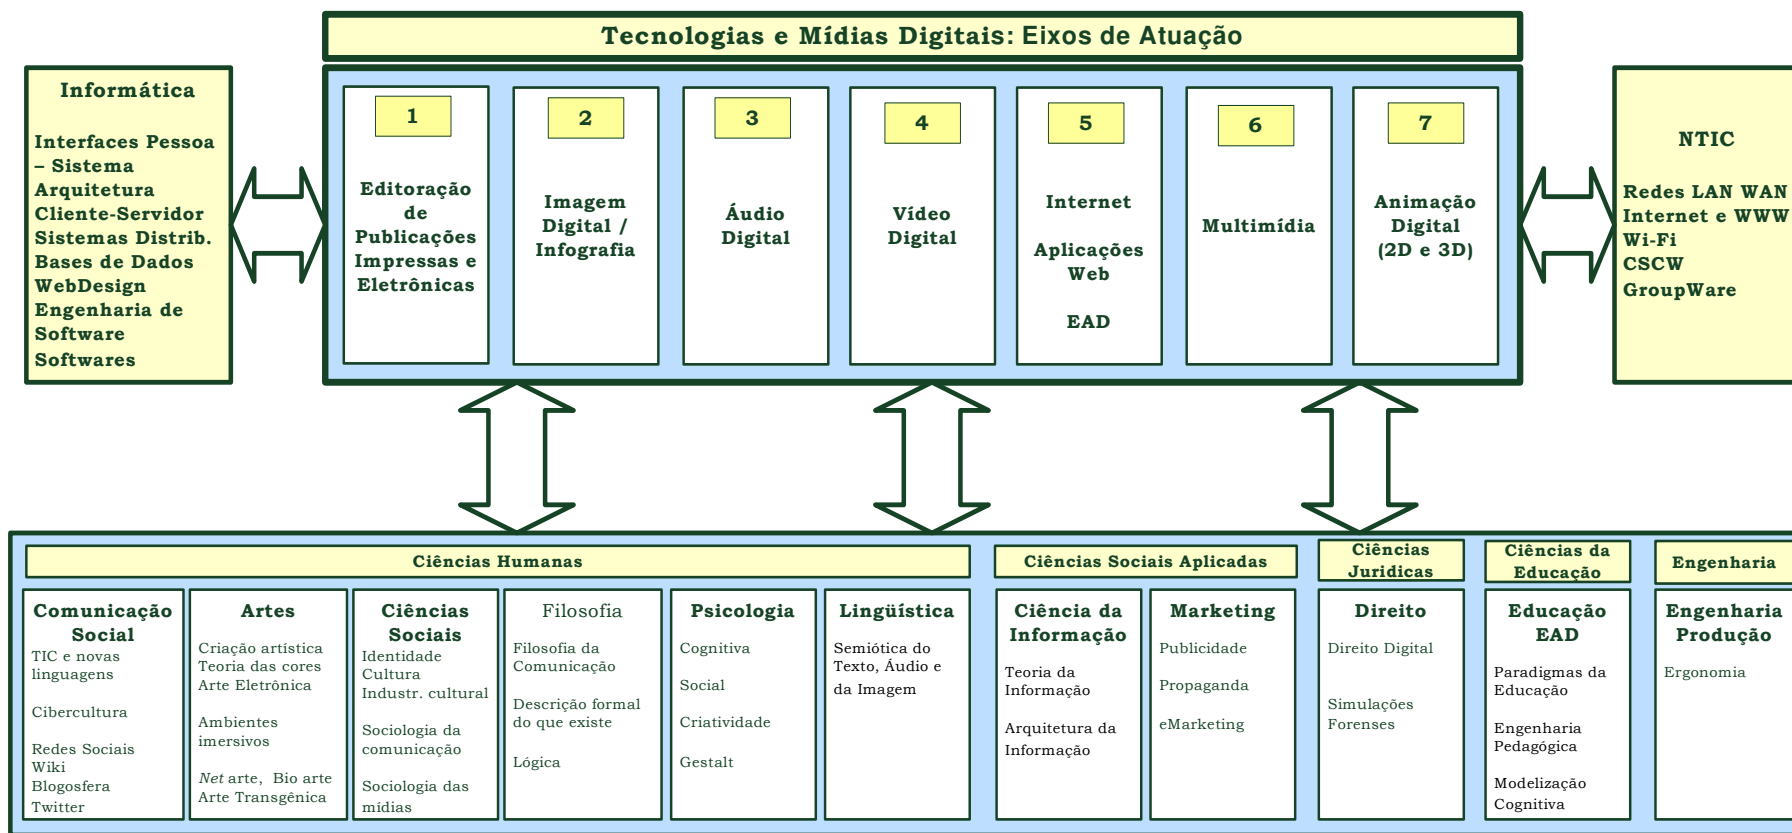 Tecnologias e Mídias Digitais: Eixos de Atuação
Informática
Interfaces Pessoa
– Sistema
Arquitetura
Cliente-Servidor
Sistemas Distrib.
Bases de Dados
WebDesign
Engenharia de
Software
Softwares
1
Editoração
de
Publicações
Impressas e
Eletrônicas
2
Imagem
Digital /
Infografia
3
Áudio
Digital
4
Vídeo
Digital
5
Internet
Aplicações
Web
EAD
6
Multimídia
7
Animação
Digital
(2D e 3D)
NTIC
Redes LAN WAN
Internet e WWW
Wi-Fi
CSCW
GroupWare
Ciências Humanas
Comunicação
Social
TIC e novas
linguagens
Cibercultura
Redes Sociais
Wiki
Blogosfera
Twitter
Artes
Criação artística
Teoria das cores
Arte Eletrônica
Ambientes
imersivos
Net arte, Bio arte
Arte Transgênica
Ciências
Sociais
Identidade
Cultura
Industr. cultural
Sociologia da
comunicação
Sociologia das
mídias
Filosofia
Filosofia da
Comunicação
Descrição formal
do que existe
Lógica
Psicologia
Cognitiva
Social
Criatividade
Gestalt
Lingüística
Semiótica do
Texto, Áudio e
da Imagem
Ciências Sociais Aplicadas
Ciência da
Informação
Teoria da
Informação
Arquitetura da
Informação
Marketing
Publicidade
Propaganda
eMarketing
Ciências
Juridicas
Direito
Direito Digital
Simulações
Forenses
Ciências da
Educação
Educação
EAD
Paradigmas da
Educação
Engenharia
Pedagógica
Modelização
Cognitiva
Engenharia
Engenharia
Produção
Ergonomia